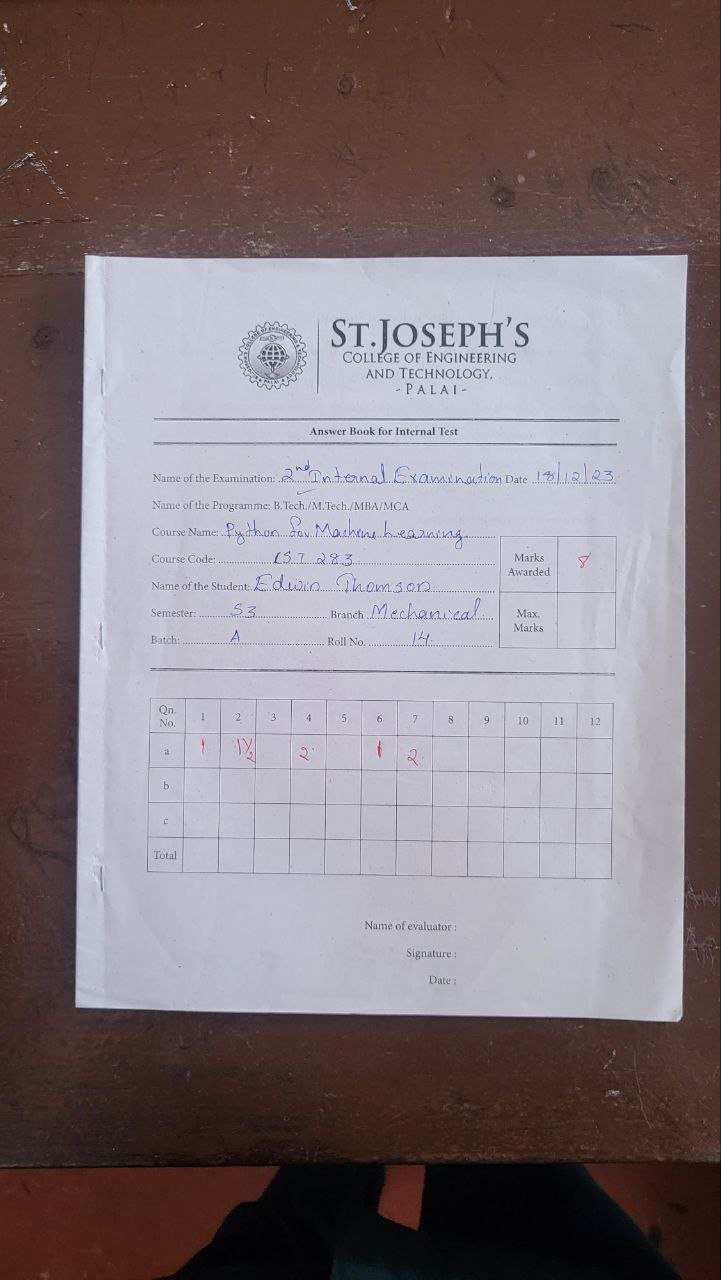 ST.JOSEPH'S
COLLEGE OF ENGINEERING
AND TECHNOLOGY,
-PALAI-
Answer Book for Internal Test
Name of the Examination: 2nd Internal Examination Date 18/12/23
Name of the Programme: B.Tech./M.Tech./MBA/MCA
Course Name: Python for Machine Learning
Course Code: CST 283
Name of the Student: Edwin Thomson
Semester: S3 Branch Mechanical
Batch: A Roll No. 14
Marks Awarded 8
Max. Marks
Qn. No. 1 2 3 4 5 6 7 8 9 10 11 12
a 1 1½ 2 1 2
b
c
Total
Name of evaluator :
Signature :
Date :